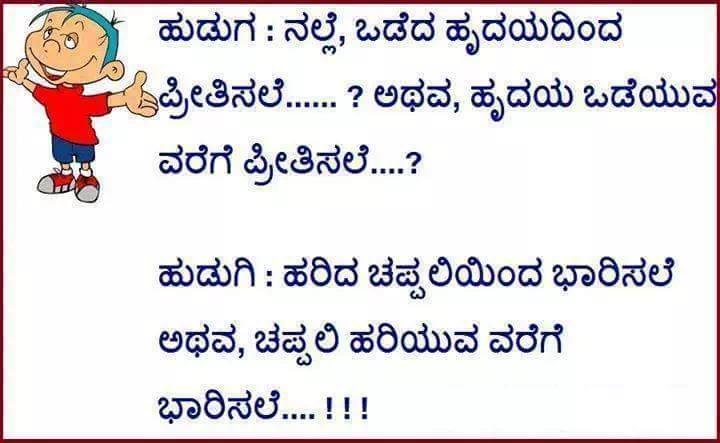 ಹುಡುಗ : ನಲ್ಲೆ, ಒಡೆದ ಹೃದಯದಿಂದ
ಪ್ರೀತಿಸಲೆ...... ? ಅಥವ, ಹೃದಯ ಒಡೆಯುವ
ವರೆಗೆ ಪ್ರೀತಿಸಲೆ....?
ಹುಡುಗಿ : ಹರಿದ ಚಪ್ಪಲಿಯಿಂದ ಭಾರಿಸಲೆ
ಅಥವ, ಚಪ್ಪಲಿ ಹರಿಯುವ ವರೆಗೆ
ಭಾರಿಸಲೆ.... ! ! !